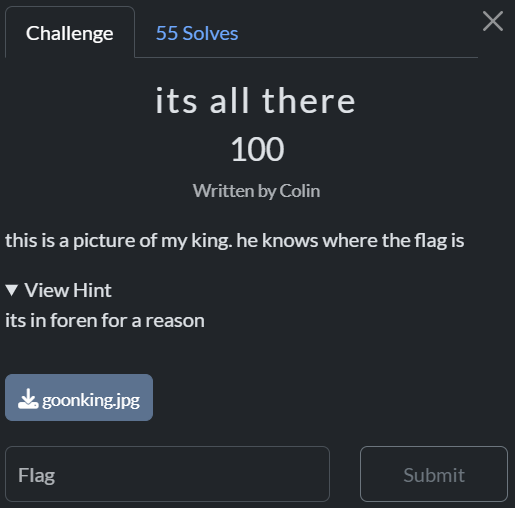 Challenge
55 Solves
its all there
100
Written by Colin
this is a picture of my king. he knows where the flag is
View Hint
its in foren for a reason
goonking.jpg
Flag
Submit